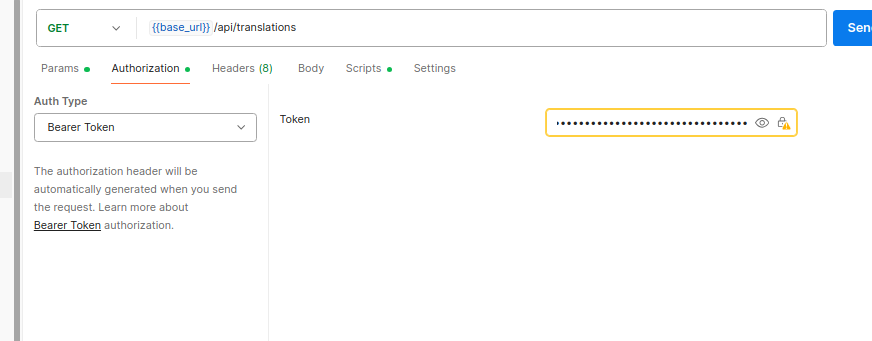 GET {{base_url}}/api/translations
Params Authorization Headers (8) Body Scripts Settings
Auth Type
Bearer Token
Token
The authorization header will be
automatically generated when you send
the request. Learn more about
Bearer Token authorization.